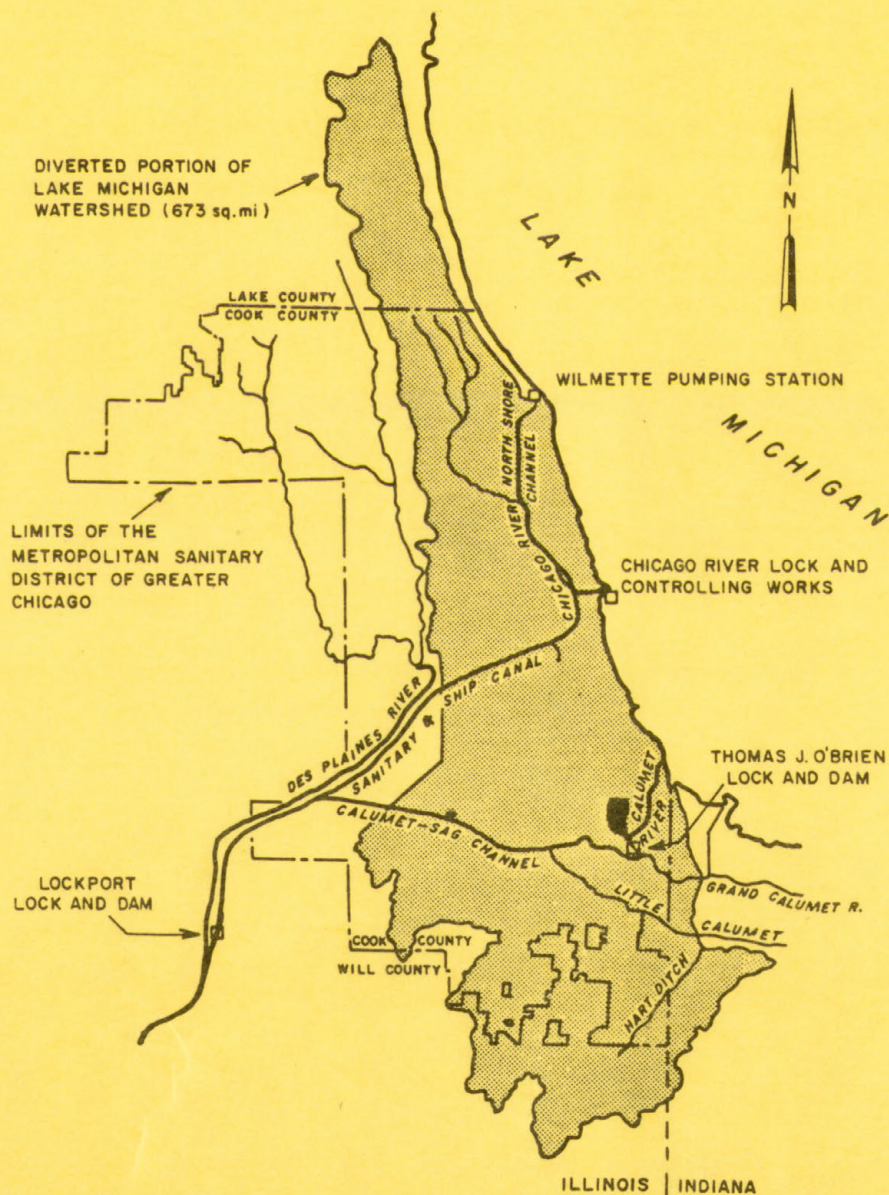 DIVERTED PORTION OF
LAKE MICHIGAN
WATERSHED (673 sq.mi)
N
LAKE
LAKE COUNTY
COOK COUNTY
WILMETTE PUMPING STATION
MICHIGAN
NORTH SHORE
CHANNEL
LIMITS OF THE
METROPOLITAN SANITARY
DISTRICT OF GREATER
CHICAGO
CHICAGO RIVER
CHICAGO RIVER LOCK AND
CONTROLLING WORKS
DES PLAINES RIVER
SANITARY & SHIP CANAL
THOMAS J. O'BRIEN
LOCK AND DAM
CALUMET
RIVER
CALUMET-SAG CHANNEL
LOCKPORT
LOCK AND DAM
GRAND CALUMET R.
LITTLE CALUMET
COOK COUNTY
WILL COUNTY
HART DITCH
ILLINOIS | INDIANA